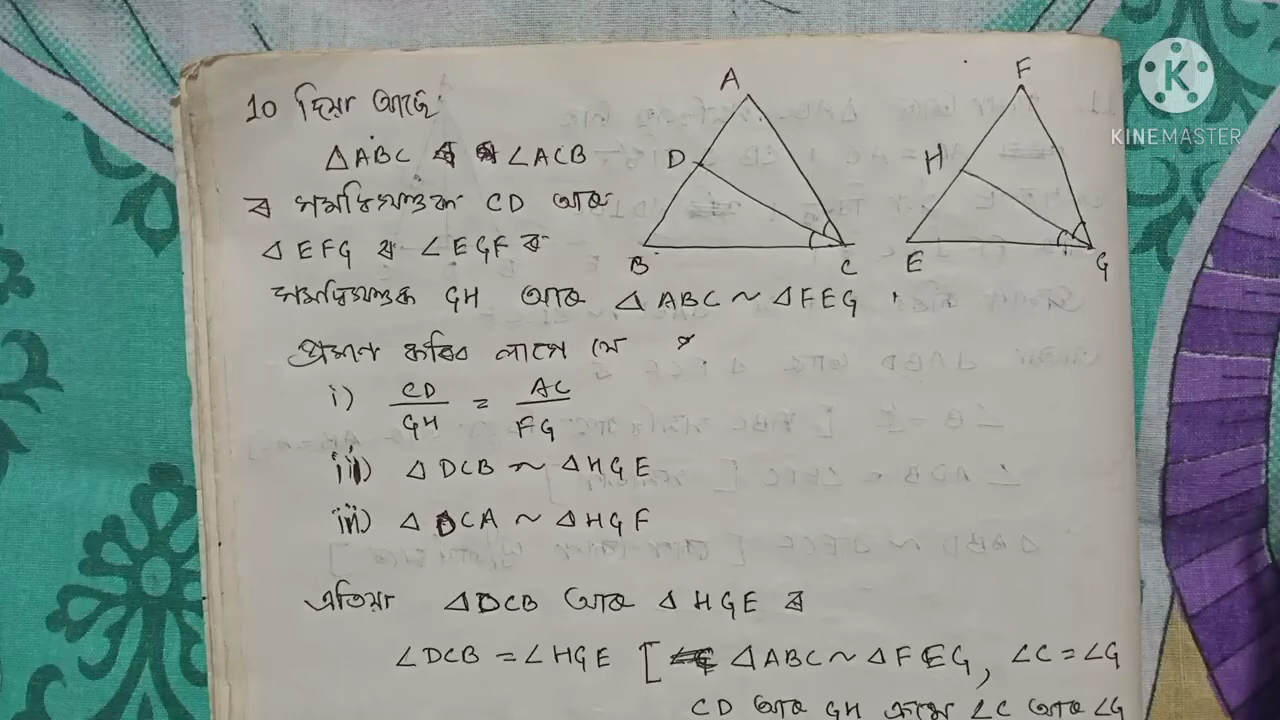 10 দিয়া আছে
A
F
K
KINEMASTER
△ABC ∠ACB
D
H
ৰ সমদ্বিখণ্ডক CD আৰু
△EFG ৰ ∠EGF ৰ
B
C
E
G
সমদ্বিখণ্ডক GH আৰু △ABC ~ △FEG ।
প্ৰমাণ কৰিব লাগে যে
i) CD/GH = AC/FG
ii) △DCB ~ △HGE
iii) △DCA ~ △HGF
এতিয়া △DCB আৰু △HGE ৰ
∠DCB = ∠HGE [ △ABC ~ △FEG, ∠C = ∠G
CD আৰু GH ক্ৰমে ∠C আৰু ∠G